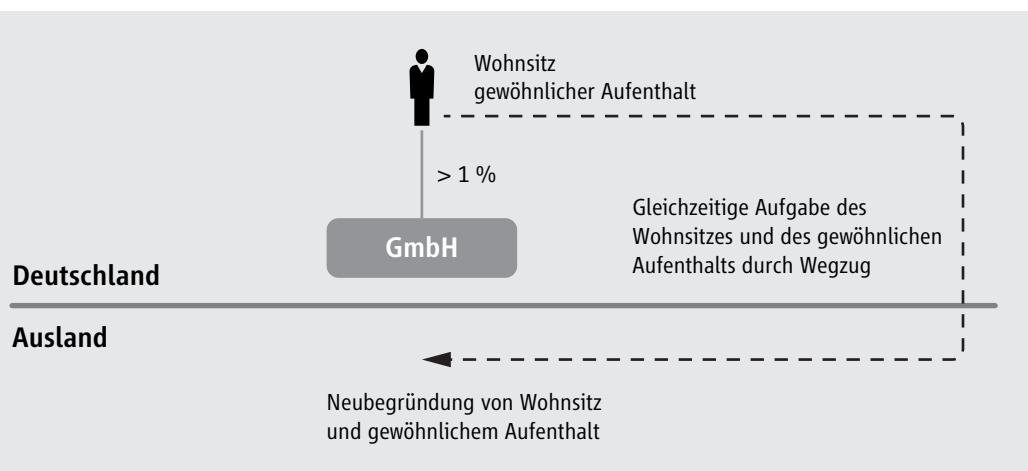 Wohnsitz
gewöhnlicher Aufenthalt
> 1 %
Gleichzeitige Aufgabe des
Wohnsitzes und des gewöhnlichen
Aufenthalts durch Wegzug
GmbH
Deutschland
Ausland
Neubegründung von Wohnsitz
und gewöhnlichem Aufenthalt